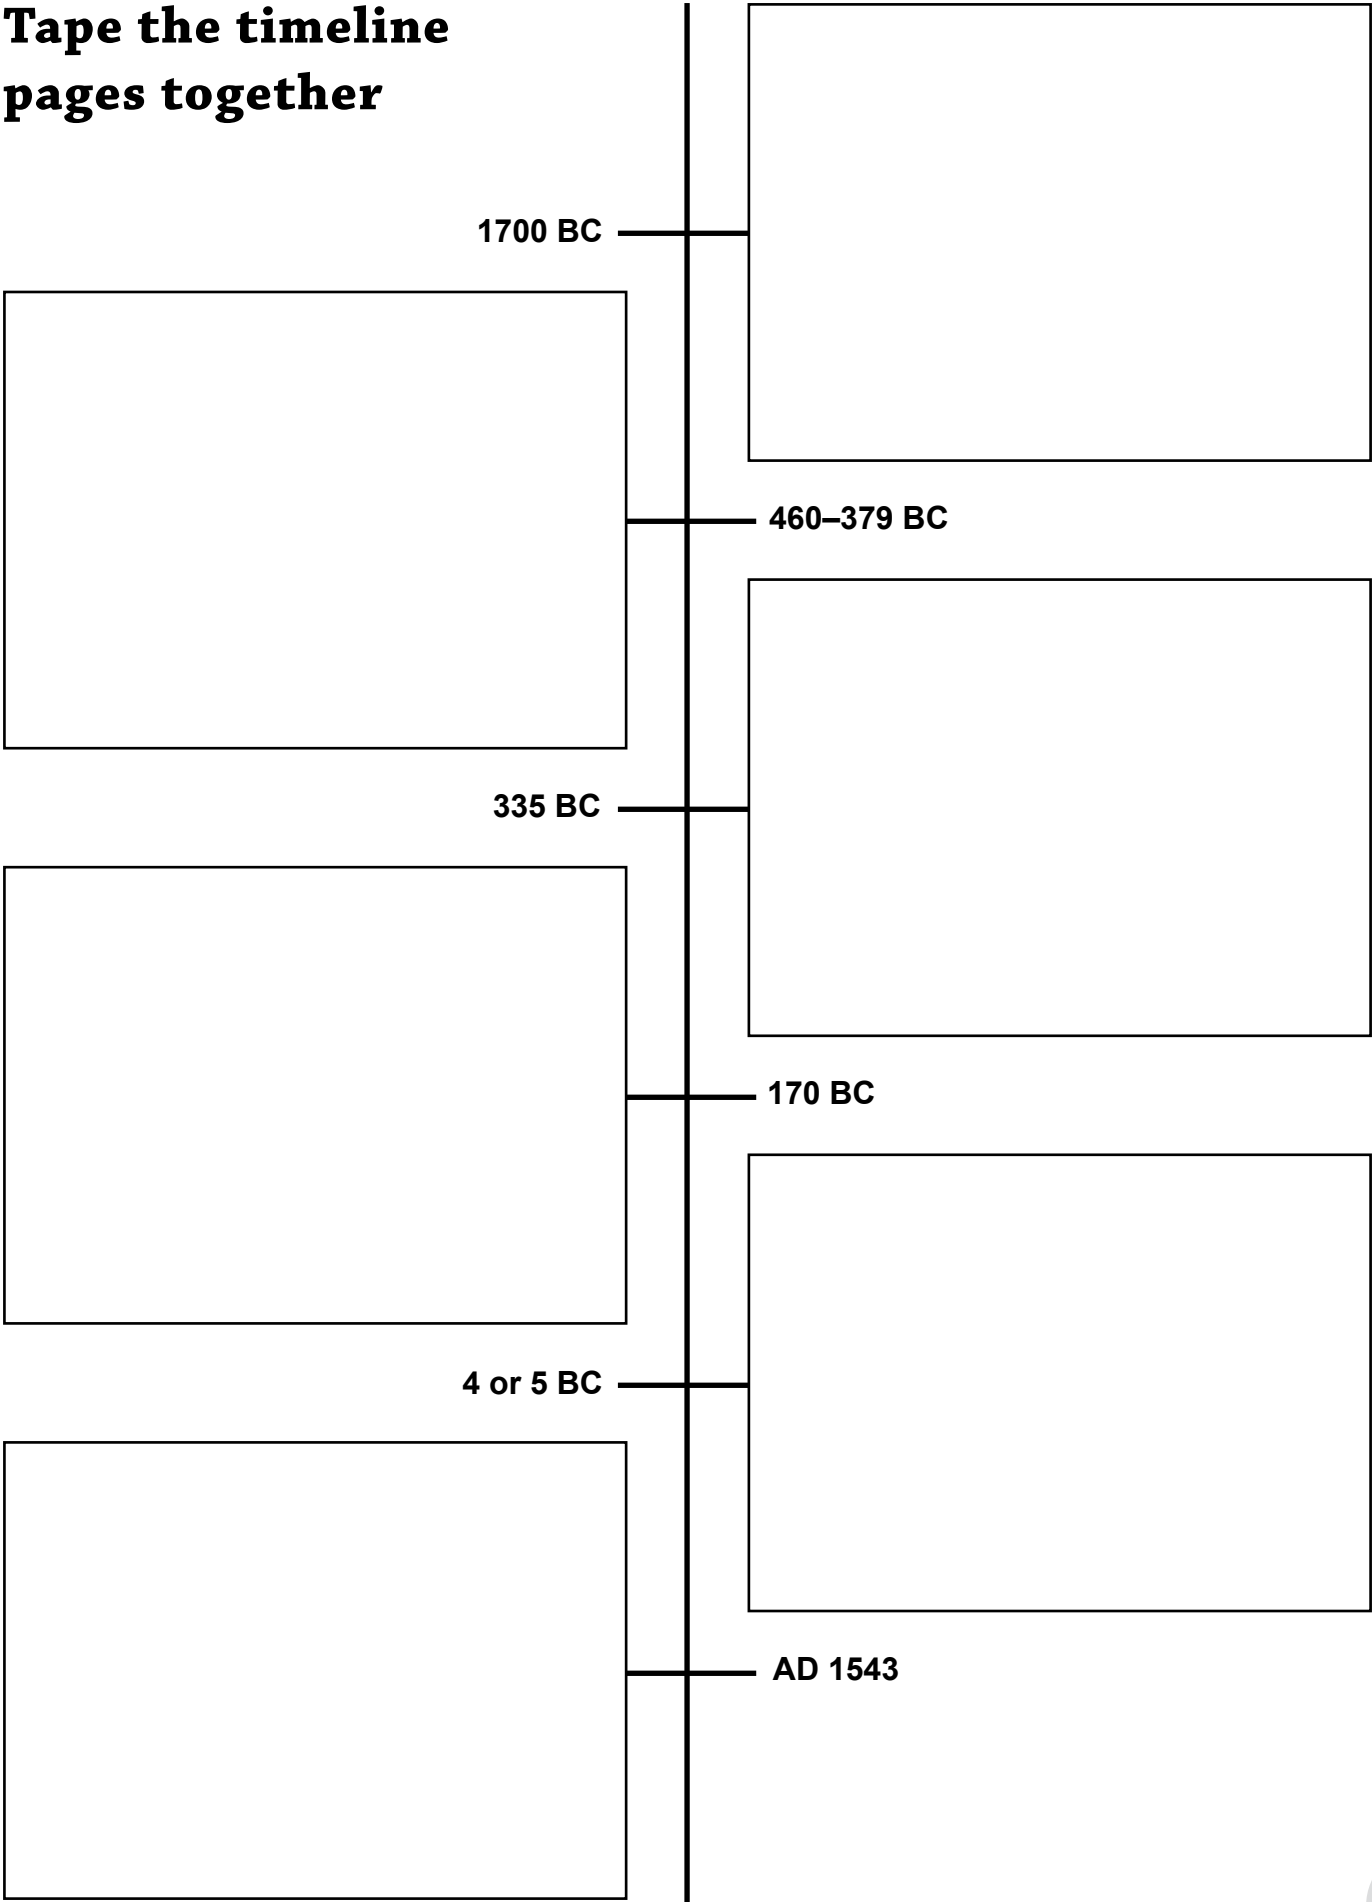 Tape the timeline
pages together
1700 BC
460–379 BC
335 BC
170 BC
4 or 5 BC
AD 1543